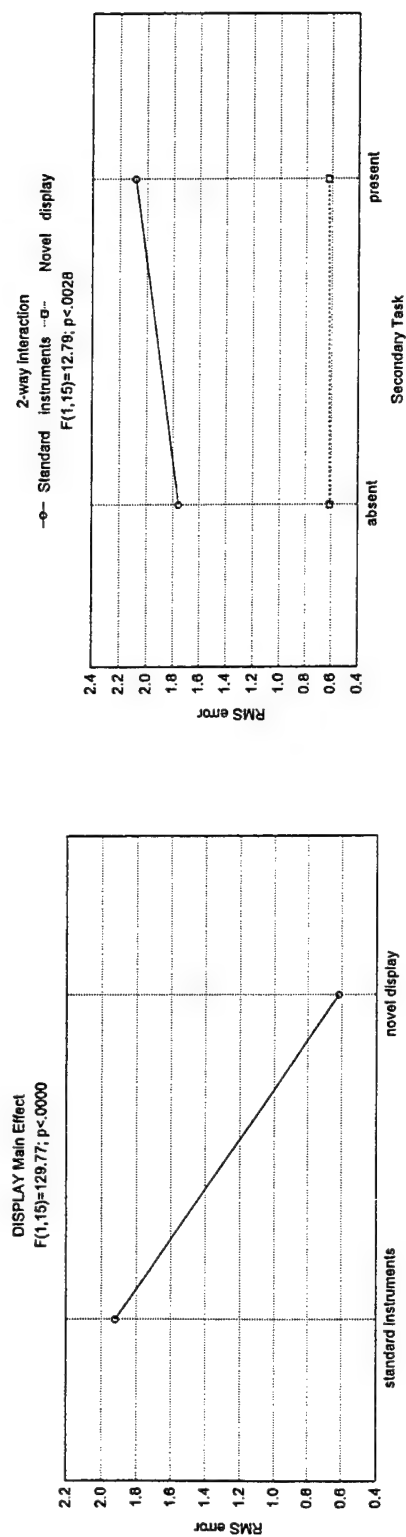 DISPLAY Main Effect
F(1,15)=129.77; p<.0000
RMS error
2.2
2.0
1.8
1.6
1.4
1.2
1.0
0.8
0.6
0.4
standard instruments
novel display
2-way interaction
-o- Standard instruments --o-- Novel display
F(1,15)=12.79; p<.0028
RMS error
2.4
2.2
2.0
1.8
1.6
1.4
1.2
1.0
0.8
0.6
0.4
absent
present
Secondary Task